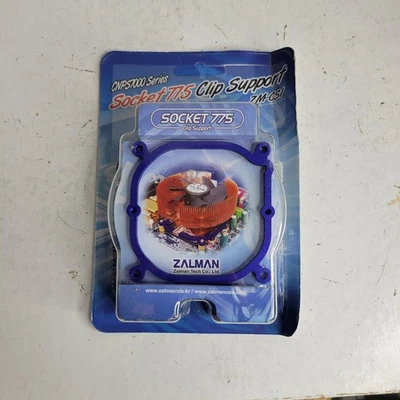 CNPS7000 Series
Socket 775 Clip Support
ZM-CS1
SOCKET 775
Clip Support
ZALMAN
Zalman Tech Co., Ltd.